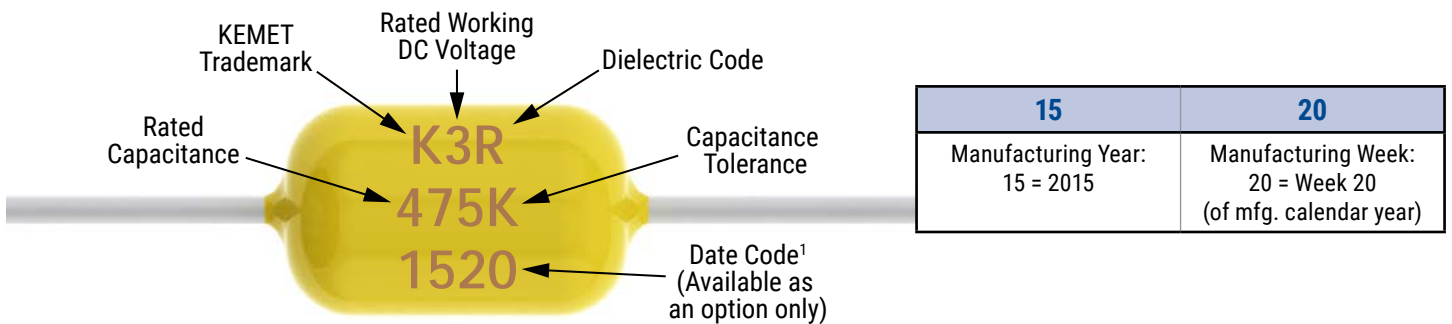 KEMET
Trademark
Rated Working
DC Voltage
Dielectric Code
Rated
Capacitance
Capacitance
Tolerance
K3R
475K
1520
Date Code¹
(Available as
an option only)
15
20
Manufacturing Year:
15 = 2015
Manufacturing Week:
20 = Week 20
(of mfg. calendar year)